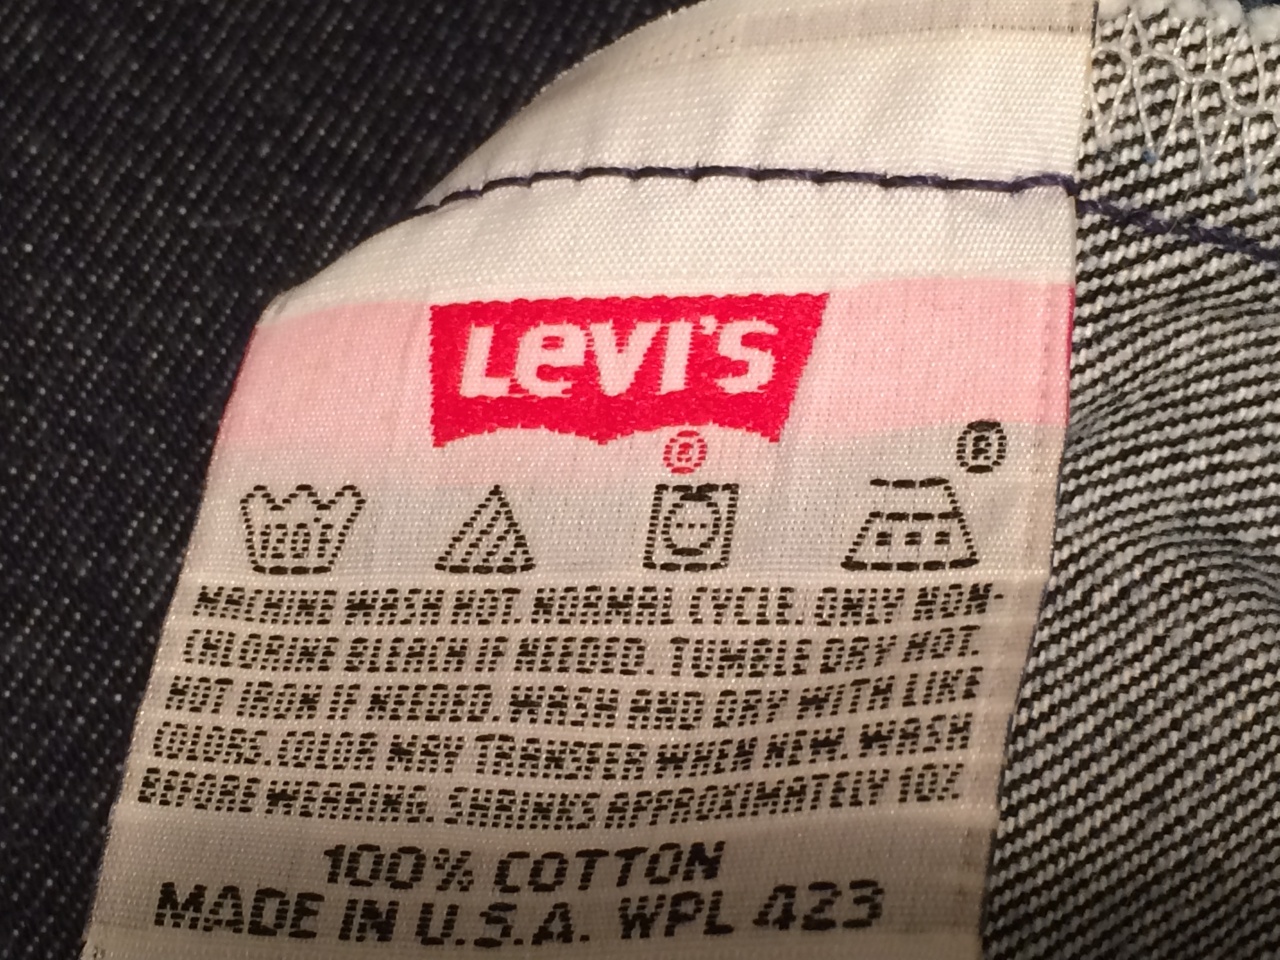 Levi's
®
®
120F
MACHINE WASH HOT. NORMAL CYCLE. ONLY NON-
CHLORINE BLEACH IF NEEDED. TUMBLE DRY HOT.
HOT IRON IF NEEDED. WASH AND DRY WITH LIKE
COLORS. COLOR MAY TRANSFER WHEN NEW. WASH
BEFORE WEARING. SHRINKS APPROXIMATELY 10%.
100% COTTON
MADE IN U.S.A. WPL 423